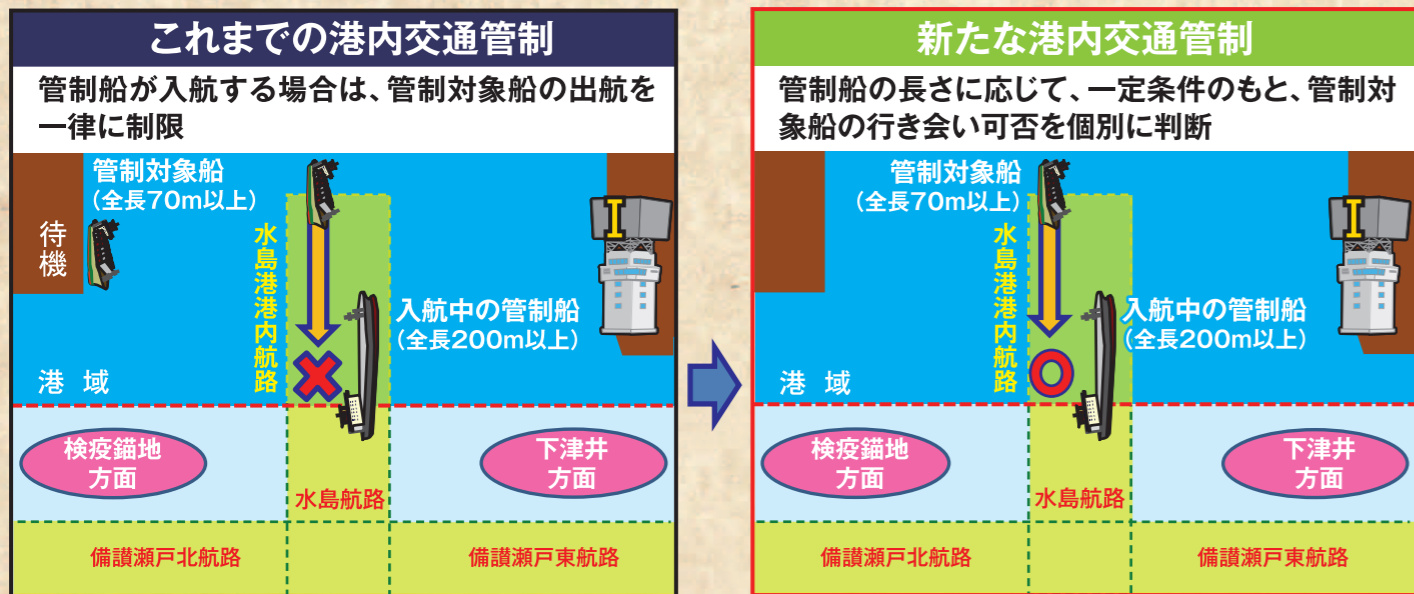 これまでの港内交通管制
管制船が入航する場合は、管制対象船の出航を
一律に制限
管制対象船
(全長70m以上)
待機
水島港港内航路
入航中の管制船
(全長200m以上)
I
港 域
検疫錨地
方面
下津井
方面
水島航路
備讃瀬戸北航路
備讃瀬戸東航路
新たな港内交通管制
管制船の長さに応じて、一定条件のもと、管制対
象船の行き会い可否を個別に判断
管制対象船
(全長70m以上)
水島港港内航路
入航中の管制船
(全長200m以上)
I
港 域
検疫錨地
方面
下津井
方面
水島航路
備讃瀬戸北航路
備讃瀬戸東航路